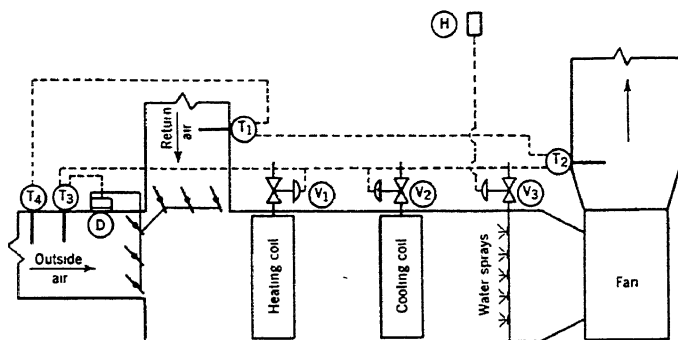 H
T1
Return
air
T2
T4
T3
D
V1
V2
V3
Outside
air
Heating coil
Cooling coil
Water sprays
Fan